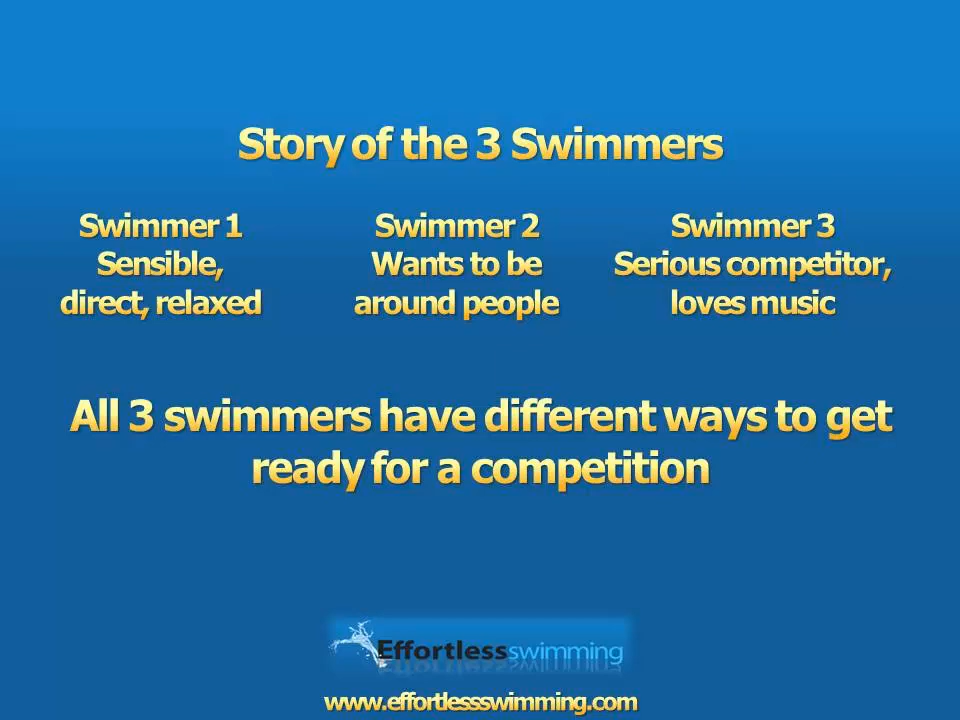 Story of the 3 Swimmers
Swimmer 1
Sensible,
direct, relaxed
Swimmer 2
Wants to be
around people
Swimmer 3
Serious competitor,
loves music
All 3 swimmers have different ways to get
ready for a competition
Effortlessswimming
www.effortlessswimming.com